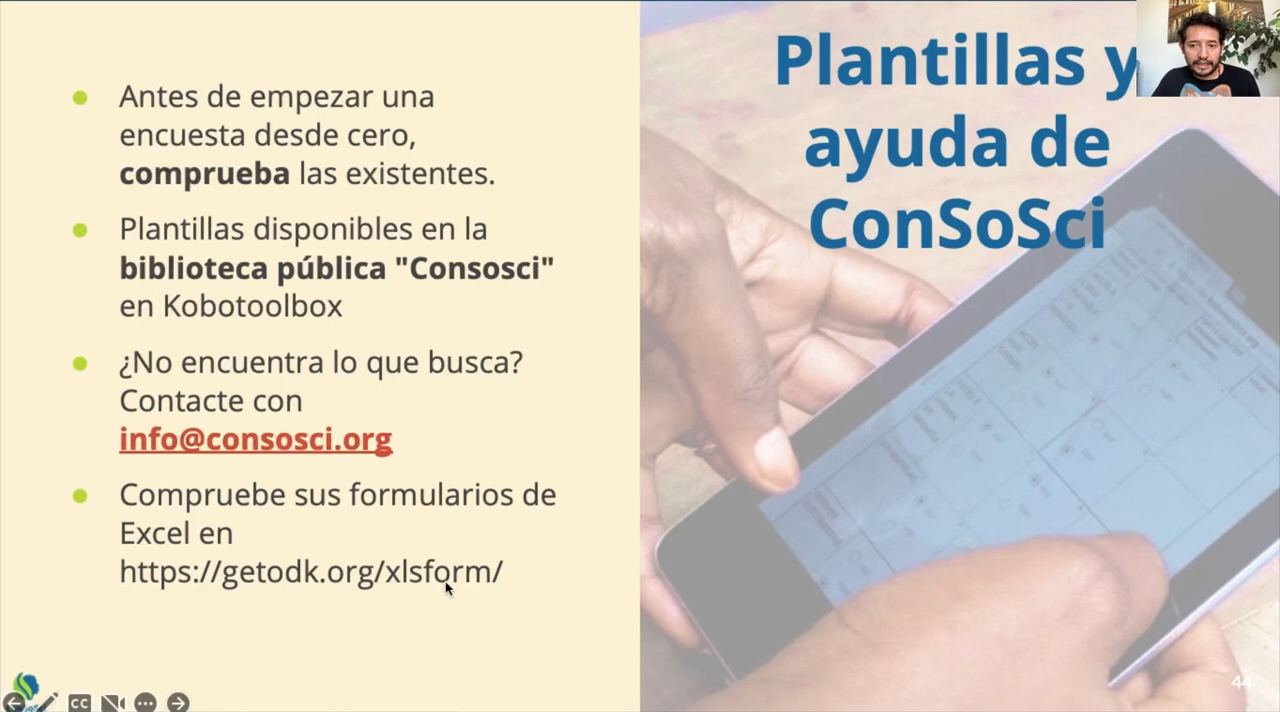 Plantillas y
ayuda de
ConSoSci
Antes de empezar una
encuesta desde cero,
comprueba las existentes.
Plantillas disponibles en la
biblioteca pública "Consosci"
en Kobotoolbox
¿No encuentra lo que busca?
Contacte con
info@consosci.org
Compruebe sus formularios de
Excel en
https://getodk.org/xlsform/
CC
44